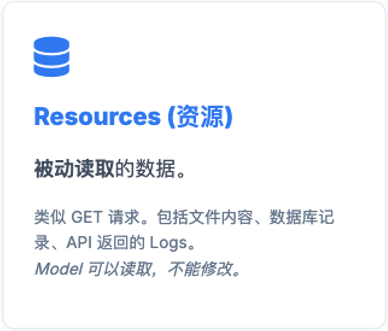 Resources (资源)
被动读取的数据。
类似 GET 请求。包括文件内容、数据库记
录、API 返回的 Logs。
Model 可以读取，不能修改。